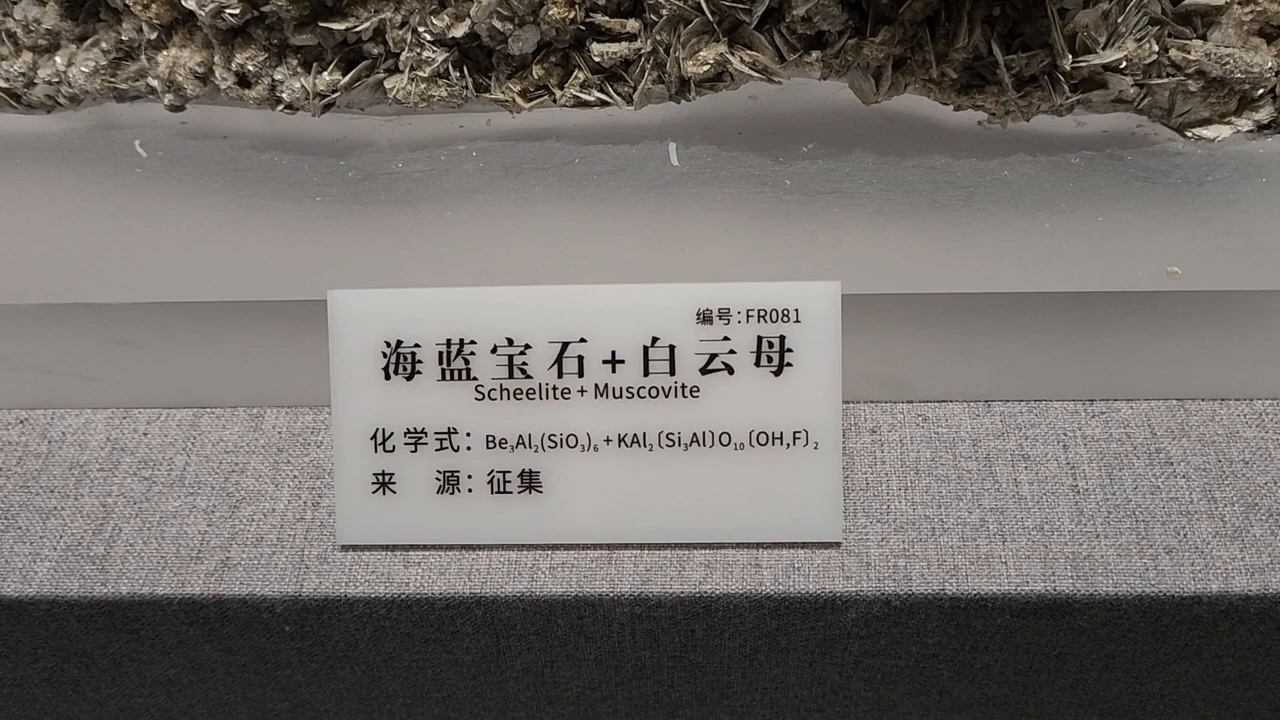 编号:FR081
海蓝宝石+白云母
Scheelite+Muscovite
化学式: Be₃Al₂(SiO₃)₆+KAl₂〔Si₃Al〕O₁₀〔OH,F〕₂
来 源: 征集